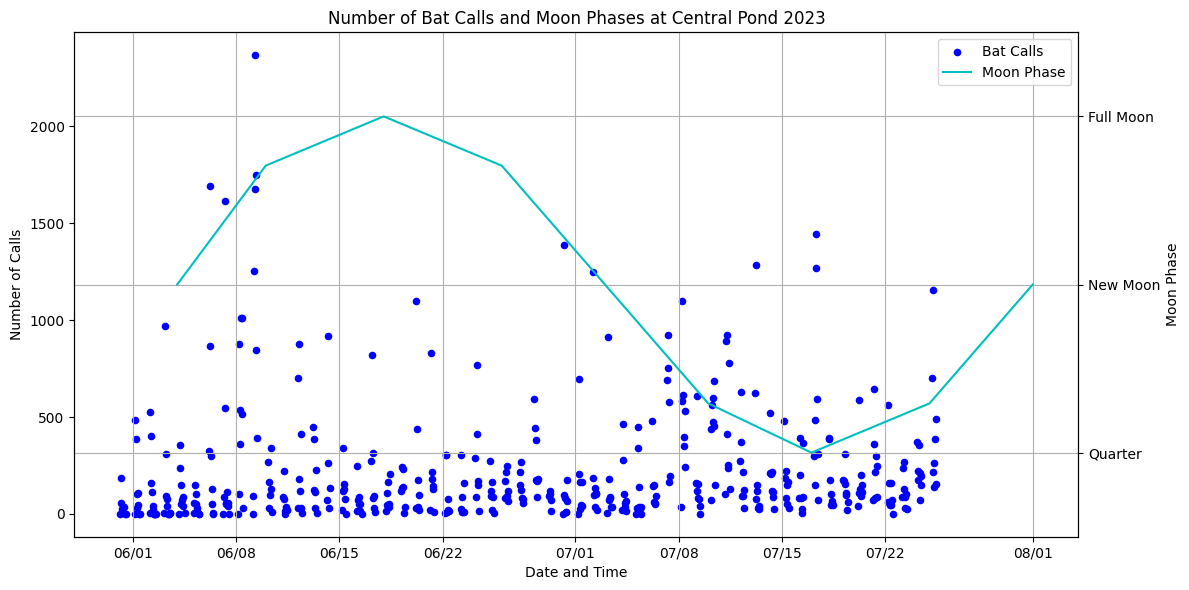 Number of Bat Calls and Moon Phases at Central Pond 2023
Bat Calls
Moon Phase
Number of Calls
2000
1500
1000
500
0
Full Moon
New Moon
Quarter
Moon Phase
06/01 06/08 06/15 06/22 07/01 07/08 07/15 07/22 08/01
Date and Time